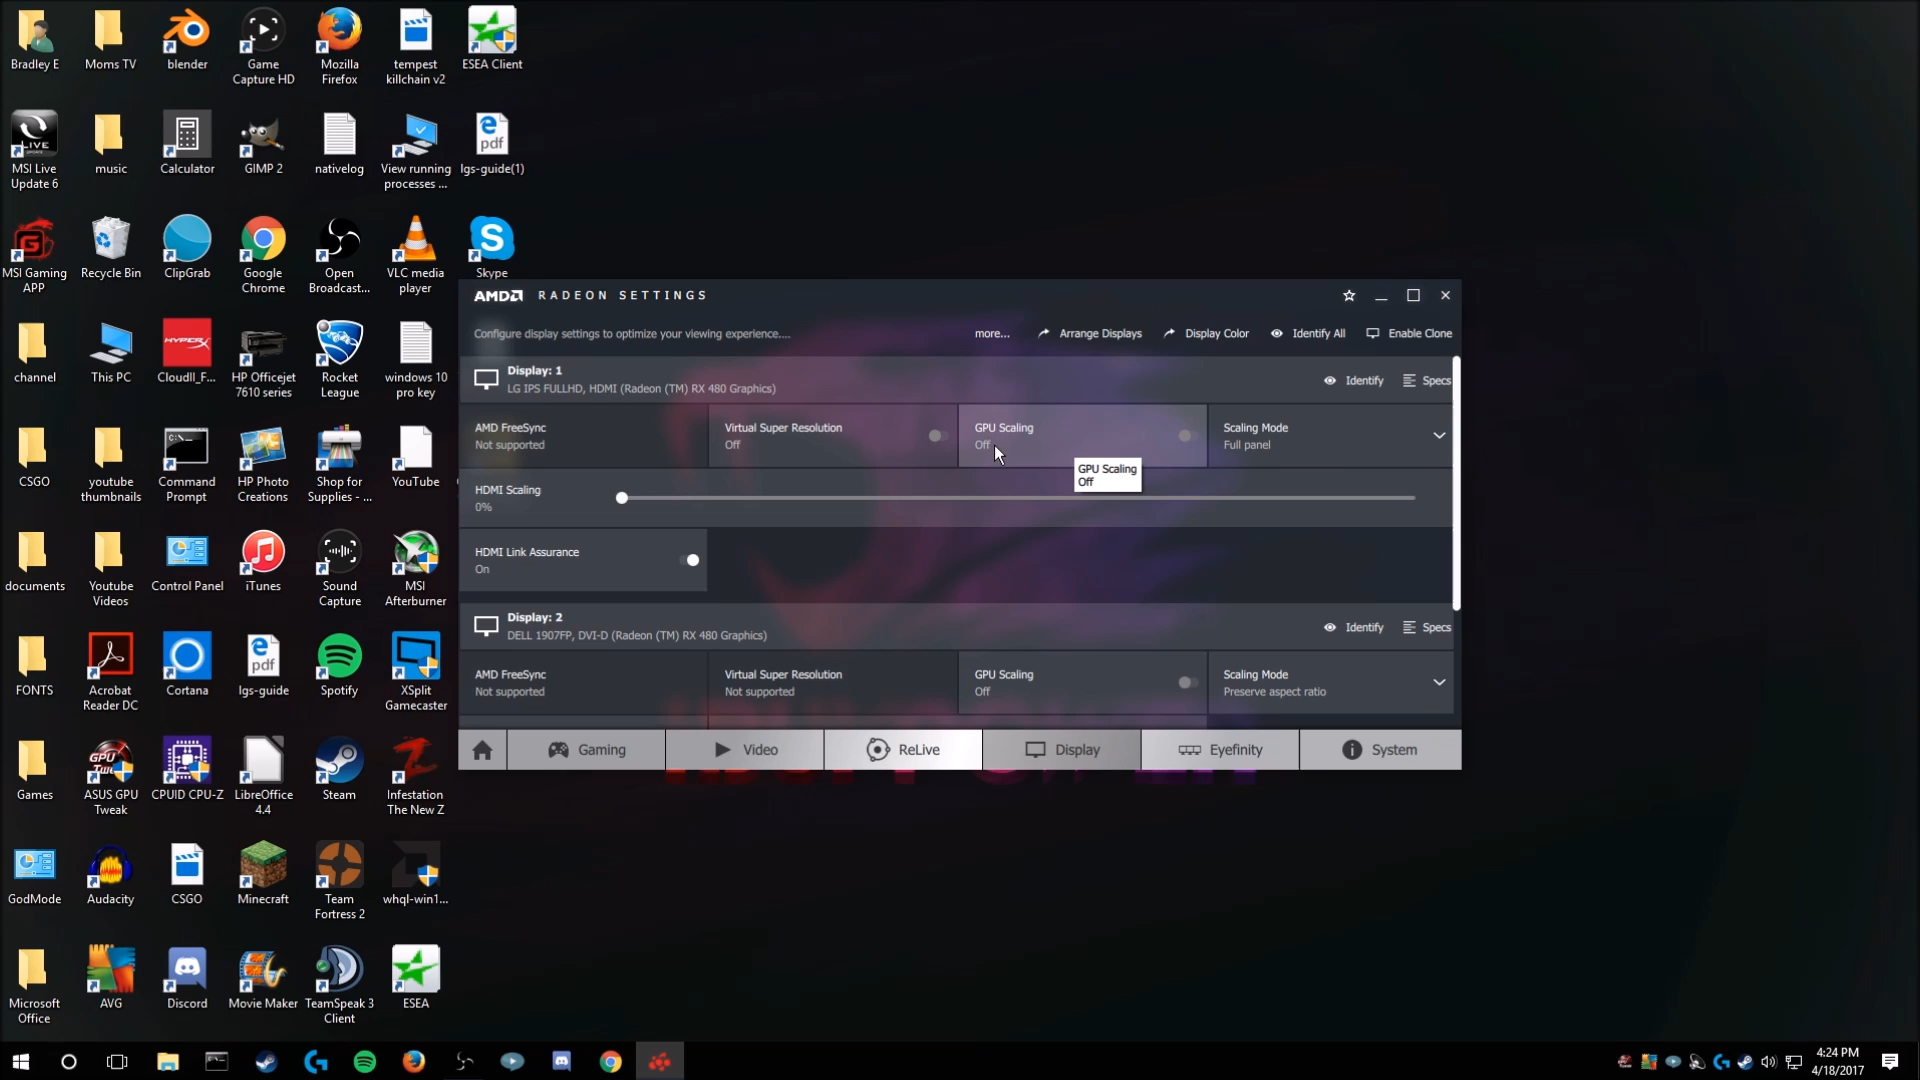 Bradley E
Moms TV
blender
Game
Capture HD
Mozilla
Firefox
tempest
killchain v2
ESEA Client
LIVE
MSI Live
Update 6
music
Calculator
GIMP 2
nativelog
View running
processes ...
pdf
lgs-guide(1)
MSI Gaming
APP
Recycle Bin
ClipGrab
Google
Chrome
Open
Broadcast...
VLC media
player
Skype
channel
This PC
HYPERX
CloudII_F...
HP Officejet
7610 series
Rocket
League
windows 10
pro key
CSGO
youtube
thumbnails
Command
Prompt
HP Photo
Creations
Shop for
Supplies - ...
YouTube
documents
Youtube
Videos
Control Panel
iTunes
Sound
Capture
MSI
Afterburner
FONTS
Acrobat
Reader DC
Cortana
pdf
lgs-guide
Spotify
XSplit
Gamecaster
Games
ASUS GPU
Tweak
CPUID CPU-Z
LibreOffice
4.4
Steam
Infestation
The New Z
GodMode
Audacity
CSGO
Minecraft
Team
Fortress 2
whql-win1...
Microsoft
Office
AVG
Discord
Movie Maker
TeamSpeak 3
Client
ESEA
AMD RADEON SETTINGS
Configure display settings to optimize your viewing experience....
more...
Arrange Displays
Display Color
Identify All
Enable Clone
Display: 1
LG IPS FULLHD, HDMI (Radeon (TM) RX 480 Graphics)
Identify
Specs
AMD FreeSync
Not supported
Virtual Super Resolution
Off
GPU Scaling
Off
Scaling Mode
Full panel
GPU Scaling
Off
HDMI Scaling
0%
HDMI Link Assurance
On
Display: 2
DELL 1907FP, DVI-D (Radeon (TM) RX 480 Graphics)
Identify
Specs
AMD FreeSync
Not supported
Virtual Super Resolution
Not supported
GPU Scaling
Off
Scaling Mode
Preserve aspect ratio
Gaming
Video
ReLive
Display
Eyefinity
System
4:24 PM
4/18/2017